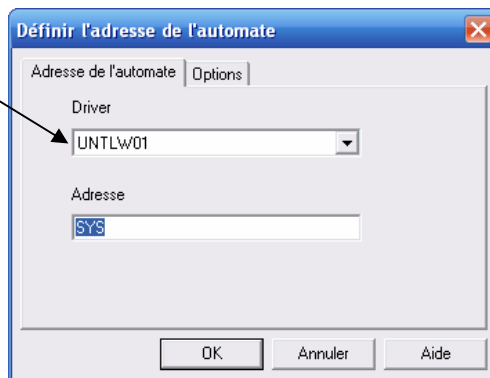 Définir l'adresse de l'automate
Adresse de l'automate Options
Driver
UNTLW01
Adresse
SYS
OK Annuler Aide